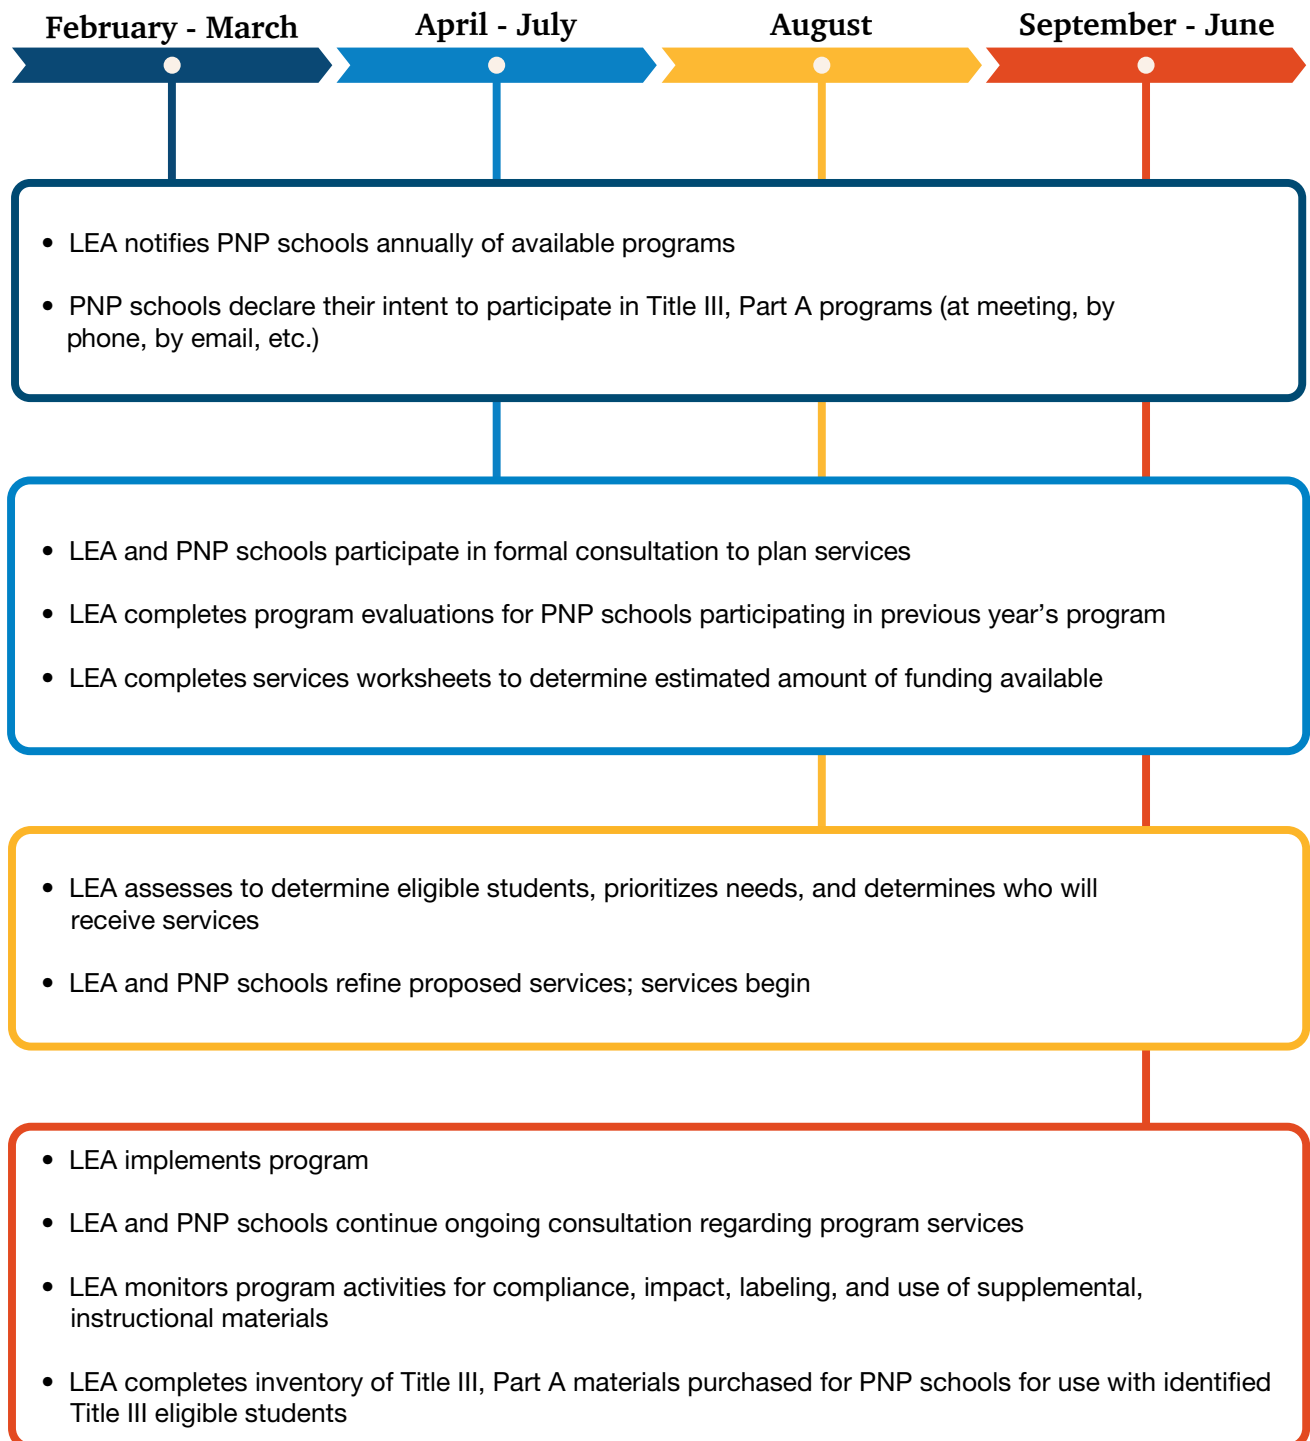 February - March
April - July
August
September - June
• LEA notifies PNP schools annually of available programs
• PNP schools declare their intent to participate in Title III, Part A programs (at meeting, by
phone, by email, etc.)
• LEA and PNP schools participate in formal consultation to plan services
• LEA completes program evaluations for PNP schools participating in previous year’s program
• LEA completes services worksheets to determine estimated amount of funding available
• LEA assesses to determine eligible students, prioritizes needs, and determines who will
receive services
• LEA and PNP schools refine proposed services; services begin
• LEA implements program
• LEA and PNP schools continue ongoing consultation regarding program services
• LEA monitors program activities for compliance, impact, labeling, and use of supplemental,
instructional materials
• LEA completes inventory of Title III, Part A materials purchased for PNP schools for use with identified
Title III eligible students